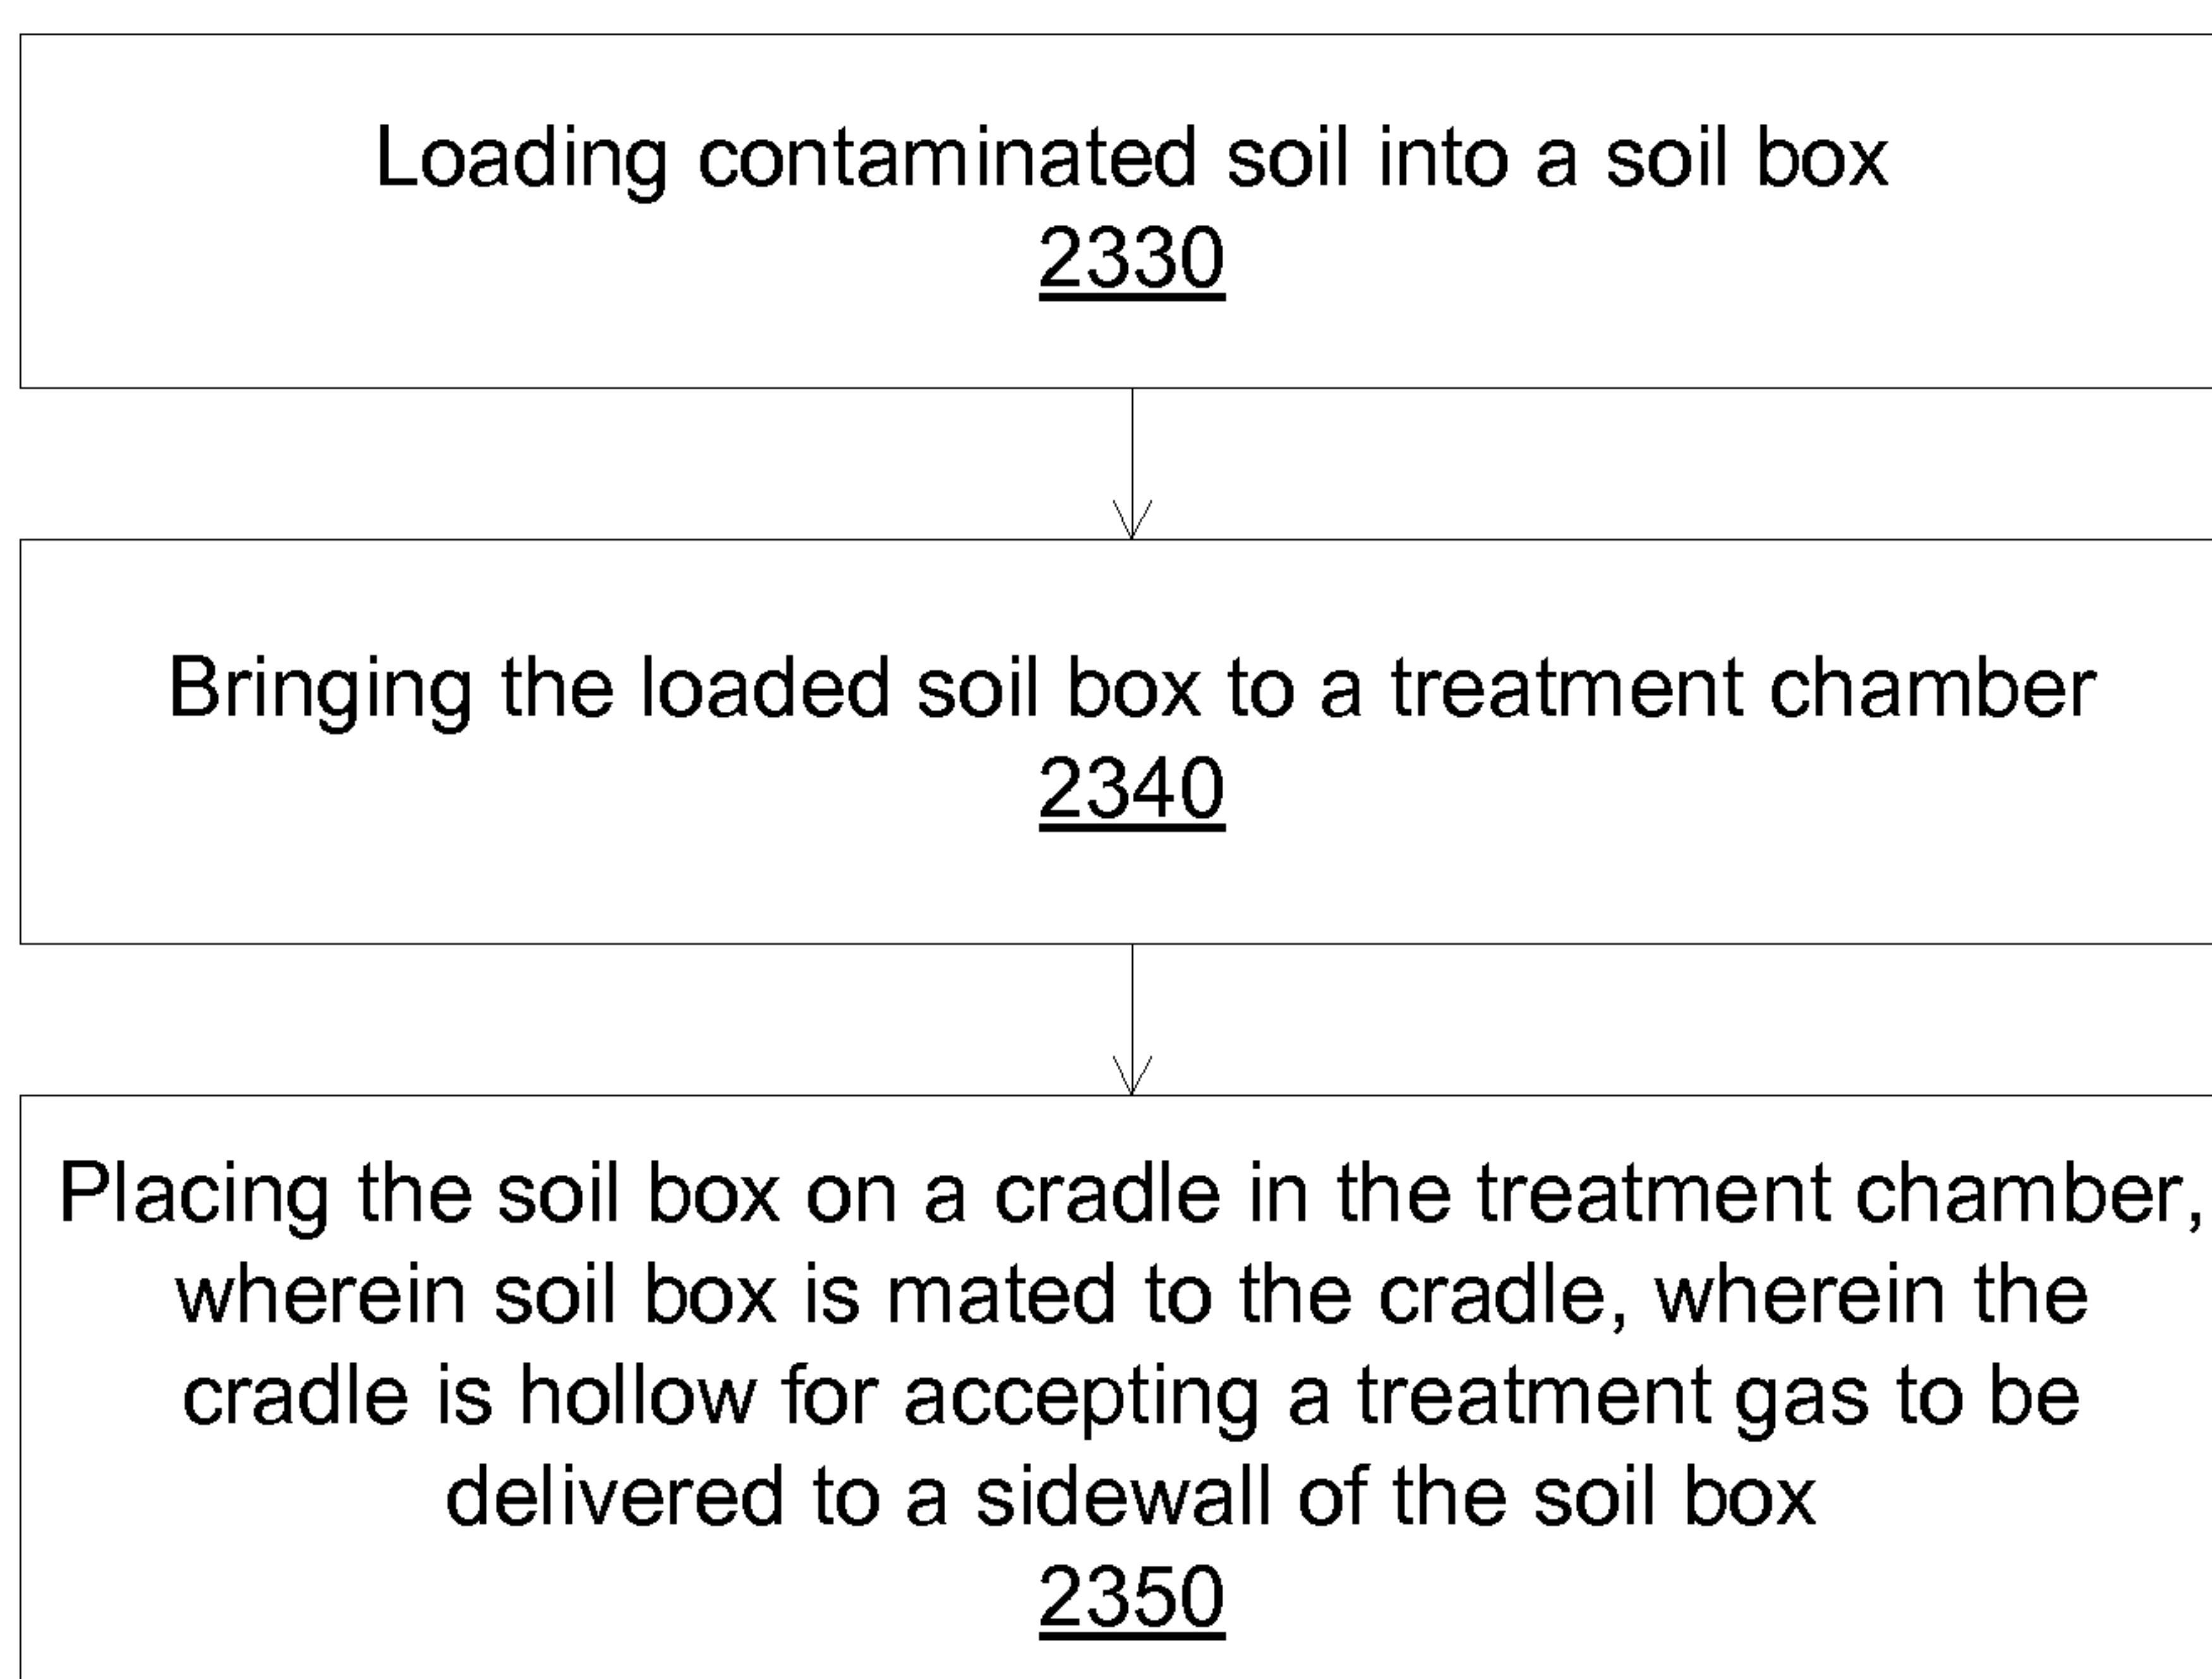 Loading contaminated soil into a soil box
2330
Bringing the loaded soil box to a treatment chamber
2340
Placing the soil box on a cradle in the treatment chamber,
wherein soil box is mated to the cradle, wherein the
cradle is hollow for accepting a treatment gas to be
delivered to a sidewall of the soil box
2350